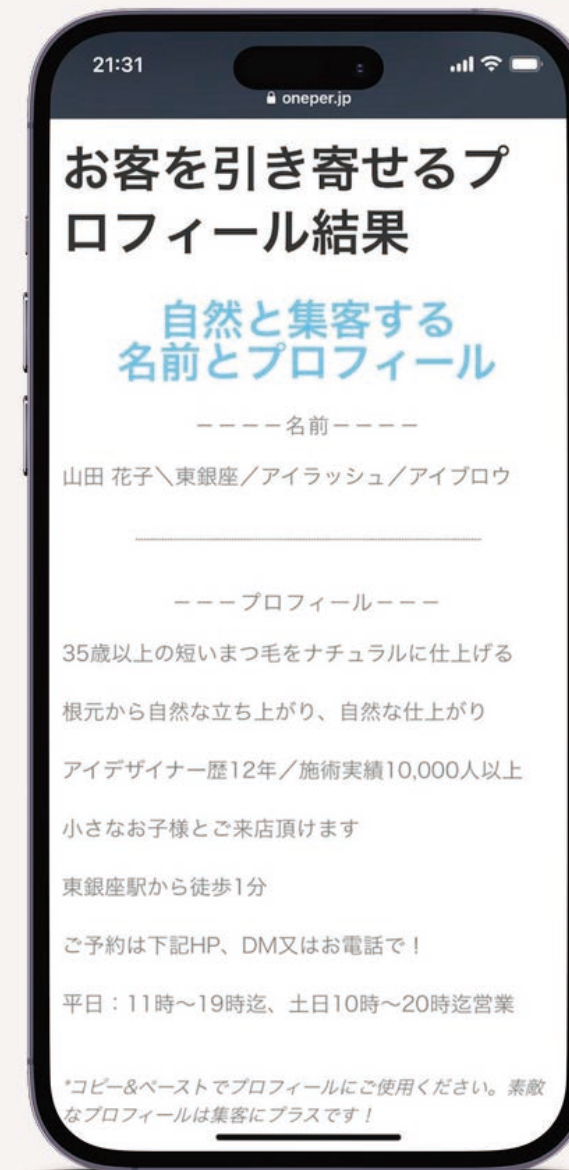 21:31
oneper.jp
お客を引き寄せるプ
ロフィール結果
自然と集客する
名前とプロフィール
ーーーー名前ーーーー
山田 花子＼東銀座／アイラッシュ／アイブロウ
ーーープロフィールーーー
35歳以上の短いまつ毛をナチュラルに仕上げる
根元から自然な立ち上がり、自然な仕上がり
アイデザイナー歴12年／施術実績10,000人以上
小さなお子様とご来店頂けます
東銀座駅から徒歩1分
ご予約は下記HP、DM又はお電話で！
平日：11時〜19時迄、土日10時〜20時迄営業
*コピー&ペーストでプロフィールにご使用ください。素敵
なプロフィールは集客にプラスです！